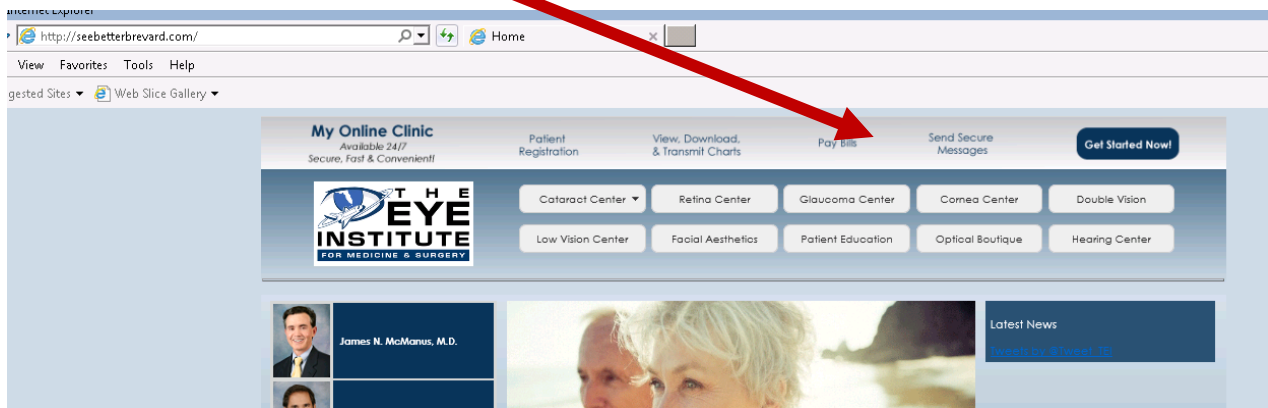 Internet Explorer
http://seebetterbrevard.com/
Home
View Favorites Tools Help
gested Sites Web Slice Gallery
My Online Clinic
Available 24/7
Secure, Fast & Convenient!
Patient
Registration
View, Download,
& Transmit Charts
Pay Bills
Send Secure
Messages
Get Started Now!
THE
EYE
INSTITUTE
FOR MEDICINE & SURGERY
Cataract Center
Retina Center
Glaucoma Center
Cornea Center
Double Vision
Low Vision Center
Facial Aesthetics
Patient Education
Optical Boutique
Hearing Center
James N. McManus, M.D.
Latest News